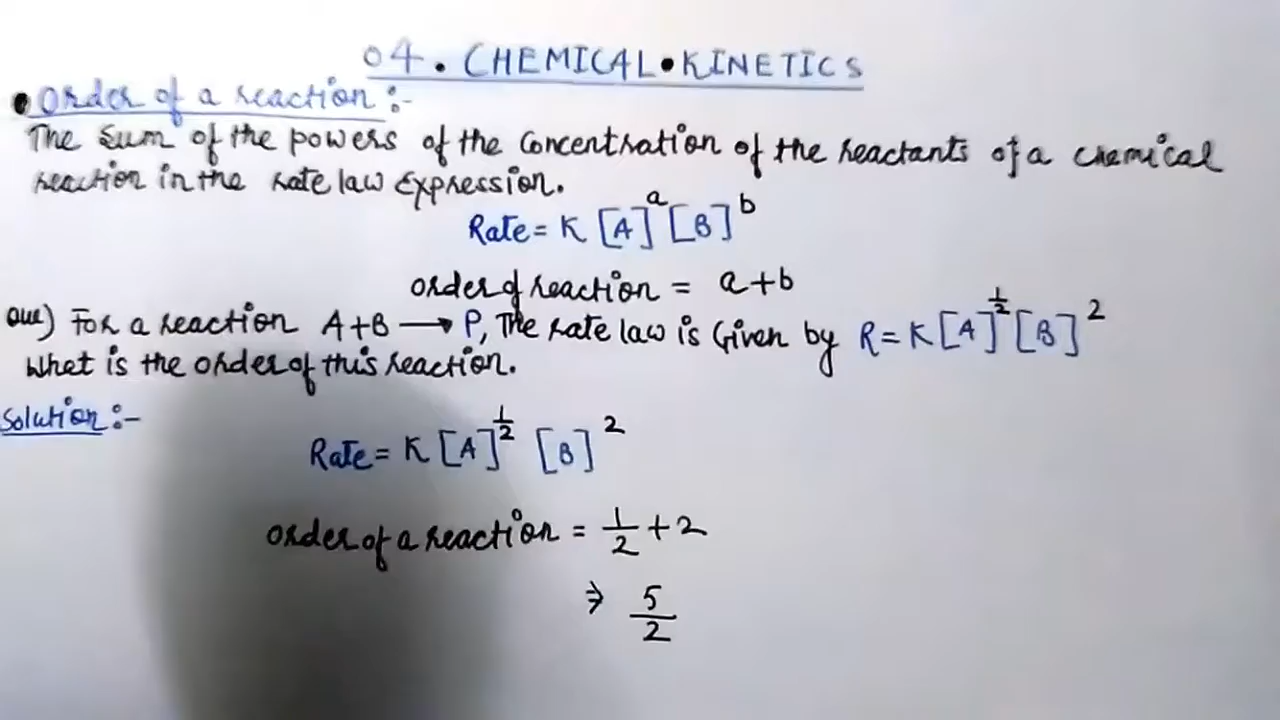 04. CHEMICAL•KINETICS
• Order of a reaction:-
The sum of the powers of the concentration of the reactants of a chemical
reaction in the rate law Expression.
Rate = K [A]^a [B]^b
order of reaction = a+b
Que) For a reaction A+B ⟶ P, The rate law is Given by R = K[A]^½ [B]^2
What is the order of this reaction.
Solution:-
Rate = K [A]^½ [B]^2
order of a reaction = 1/2 + 2
⇒ 5/2